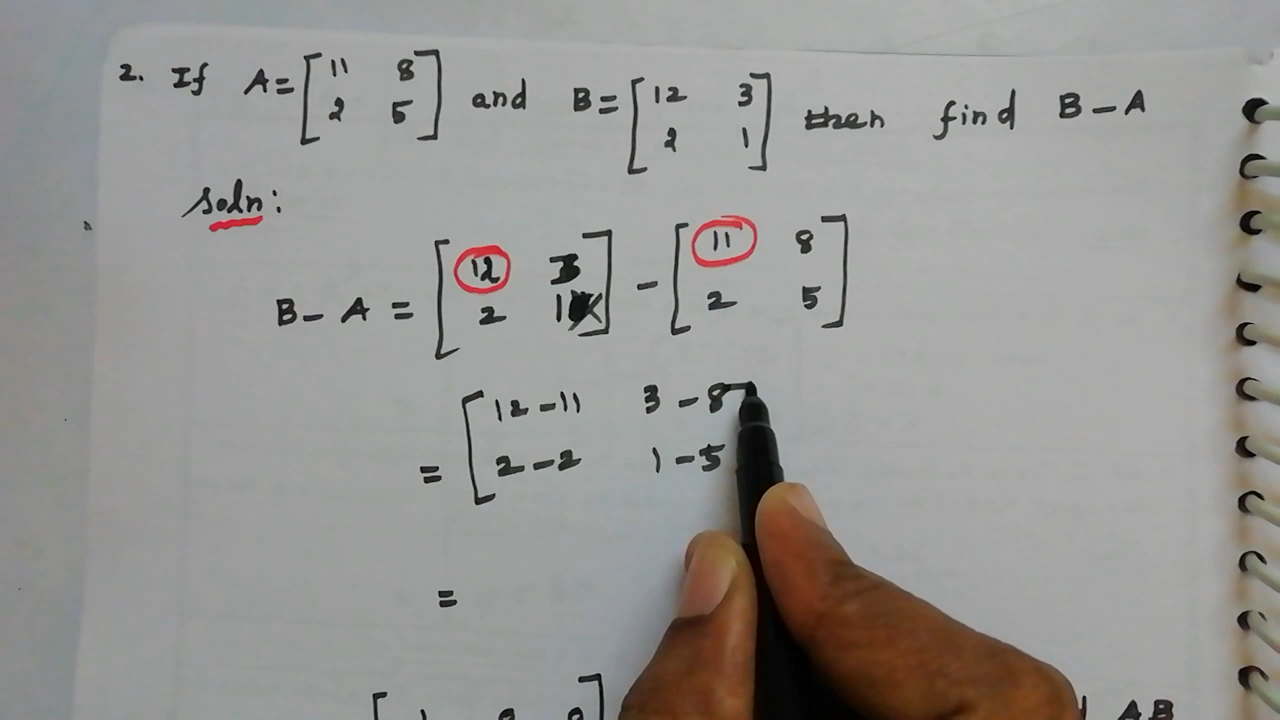 2. If A = [ 11 8 ] and B = [ 12 3 ] then find B - A
[ 2 5 ] [ 2 1 ]
Soln:
B - A = [ 12 3 ] - [ 11 8 ]
[ 2 1 ] [ 2 5 ]
= [ 12 - 11 3 - 8
2 - 2 1 - 5
=
AB